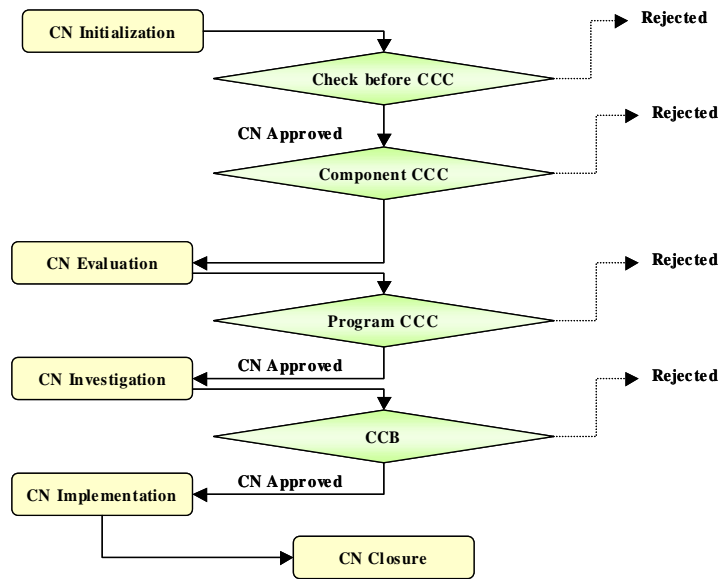 Rejected
CN Initialization
Check before CCC
Rejected
CN Approved
Component CCC
CN Evaluation
Rejected
Program CCC
CN Approved
CN Investigation
Rejected
CCB
CN Approved
CN Implementation
CN Closure